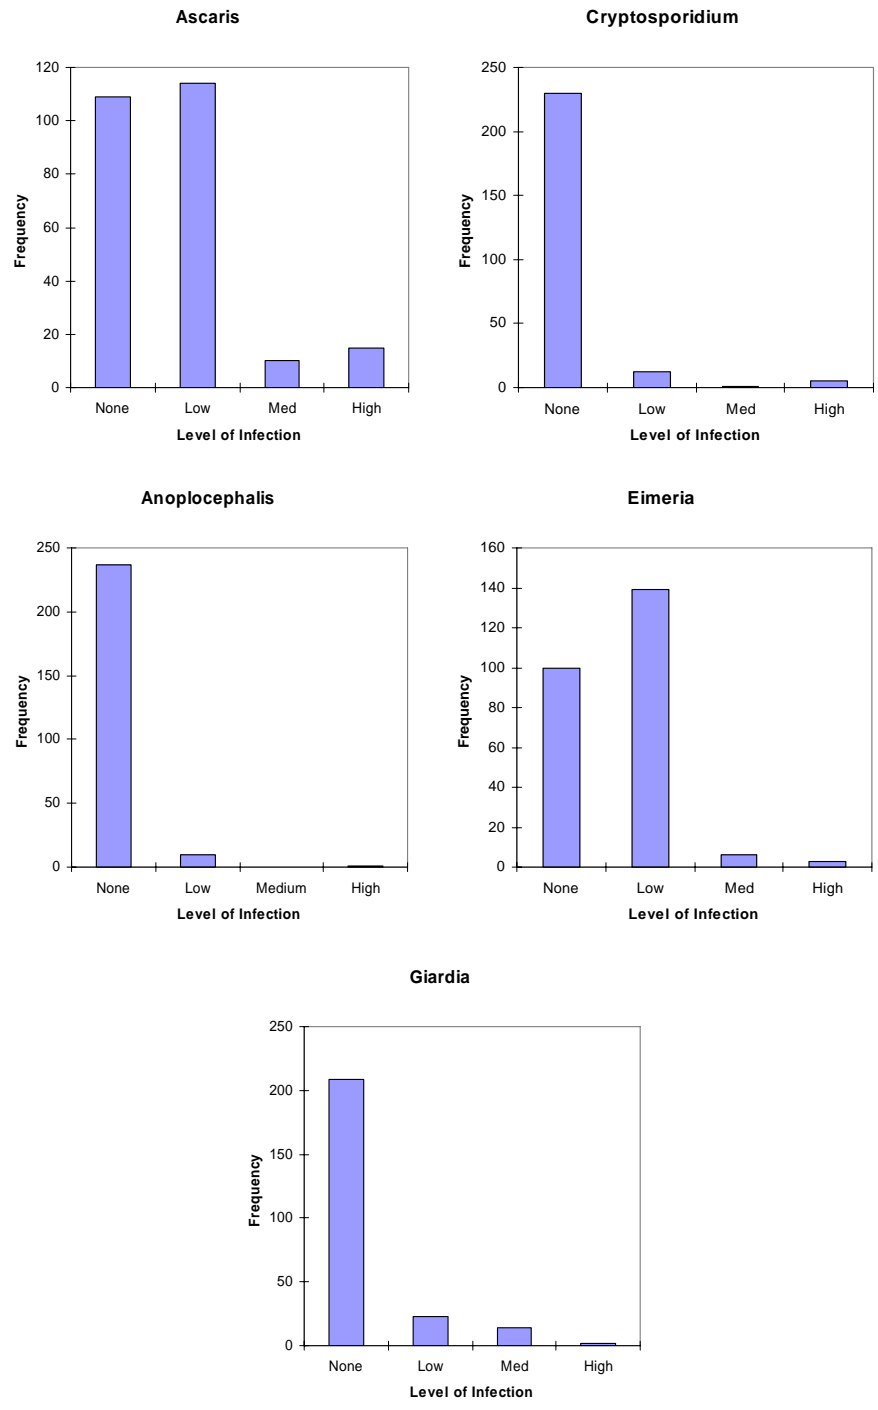 Ascaris
120
100
80
60
40
20
0
Frequency
None Low Med High
Level of Infection
Cryptosporidium
250
200
150
100
50
0
Frequency
None Low Med High
Level of Infection
Anoplocephalis
250
200
150
100
50
0
Frequency
None Low Medium High
Level of Infection
Eimeria
160
140
120
100
80
60
40
20
0
Frequency
None Low Med High
Level of Infection
Giardia
250
200
150
100
50
0
Frequency
None Low Med High
Level of Infection